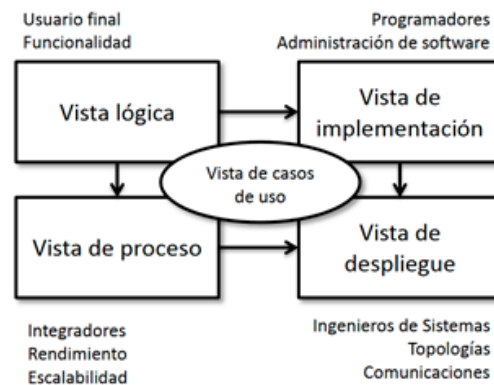 Usuario final
Funcionalidad
Programadores
Administración de software
Vista lógica
Vista de
implementación
Vista de casos
de uso
Vista de proceso
Vista de
despliegue
Integradores
Rendimiento
Escalabilidad
Ingenieros de Sistemas
Topologías
Comunicaciones